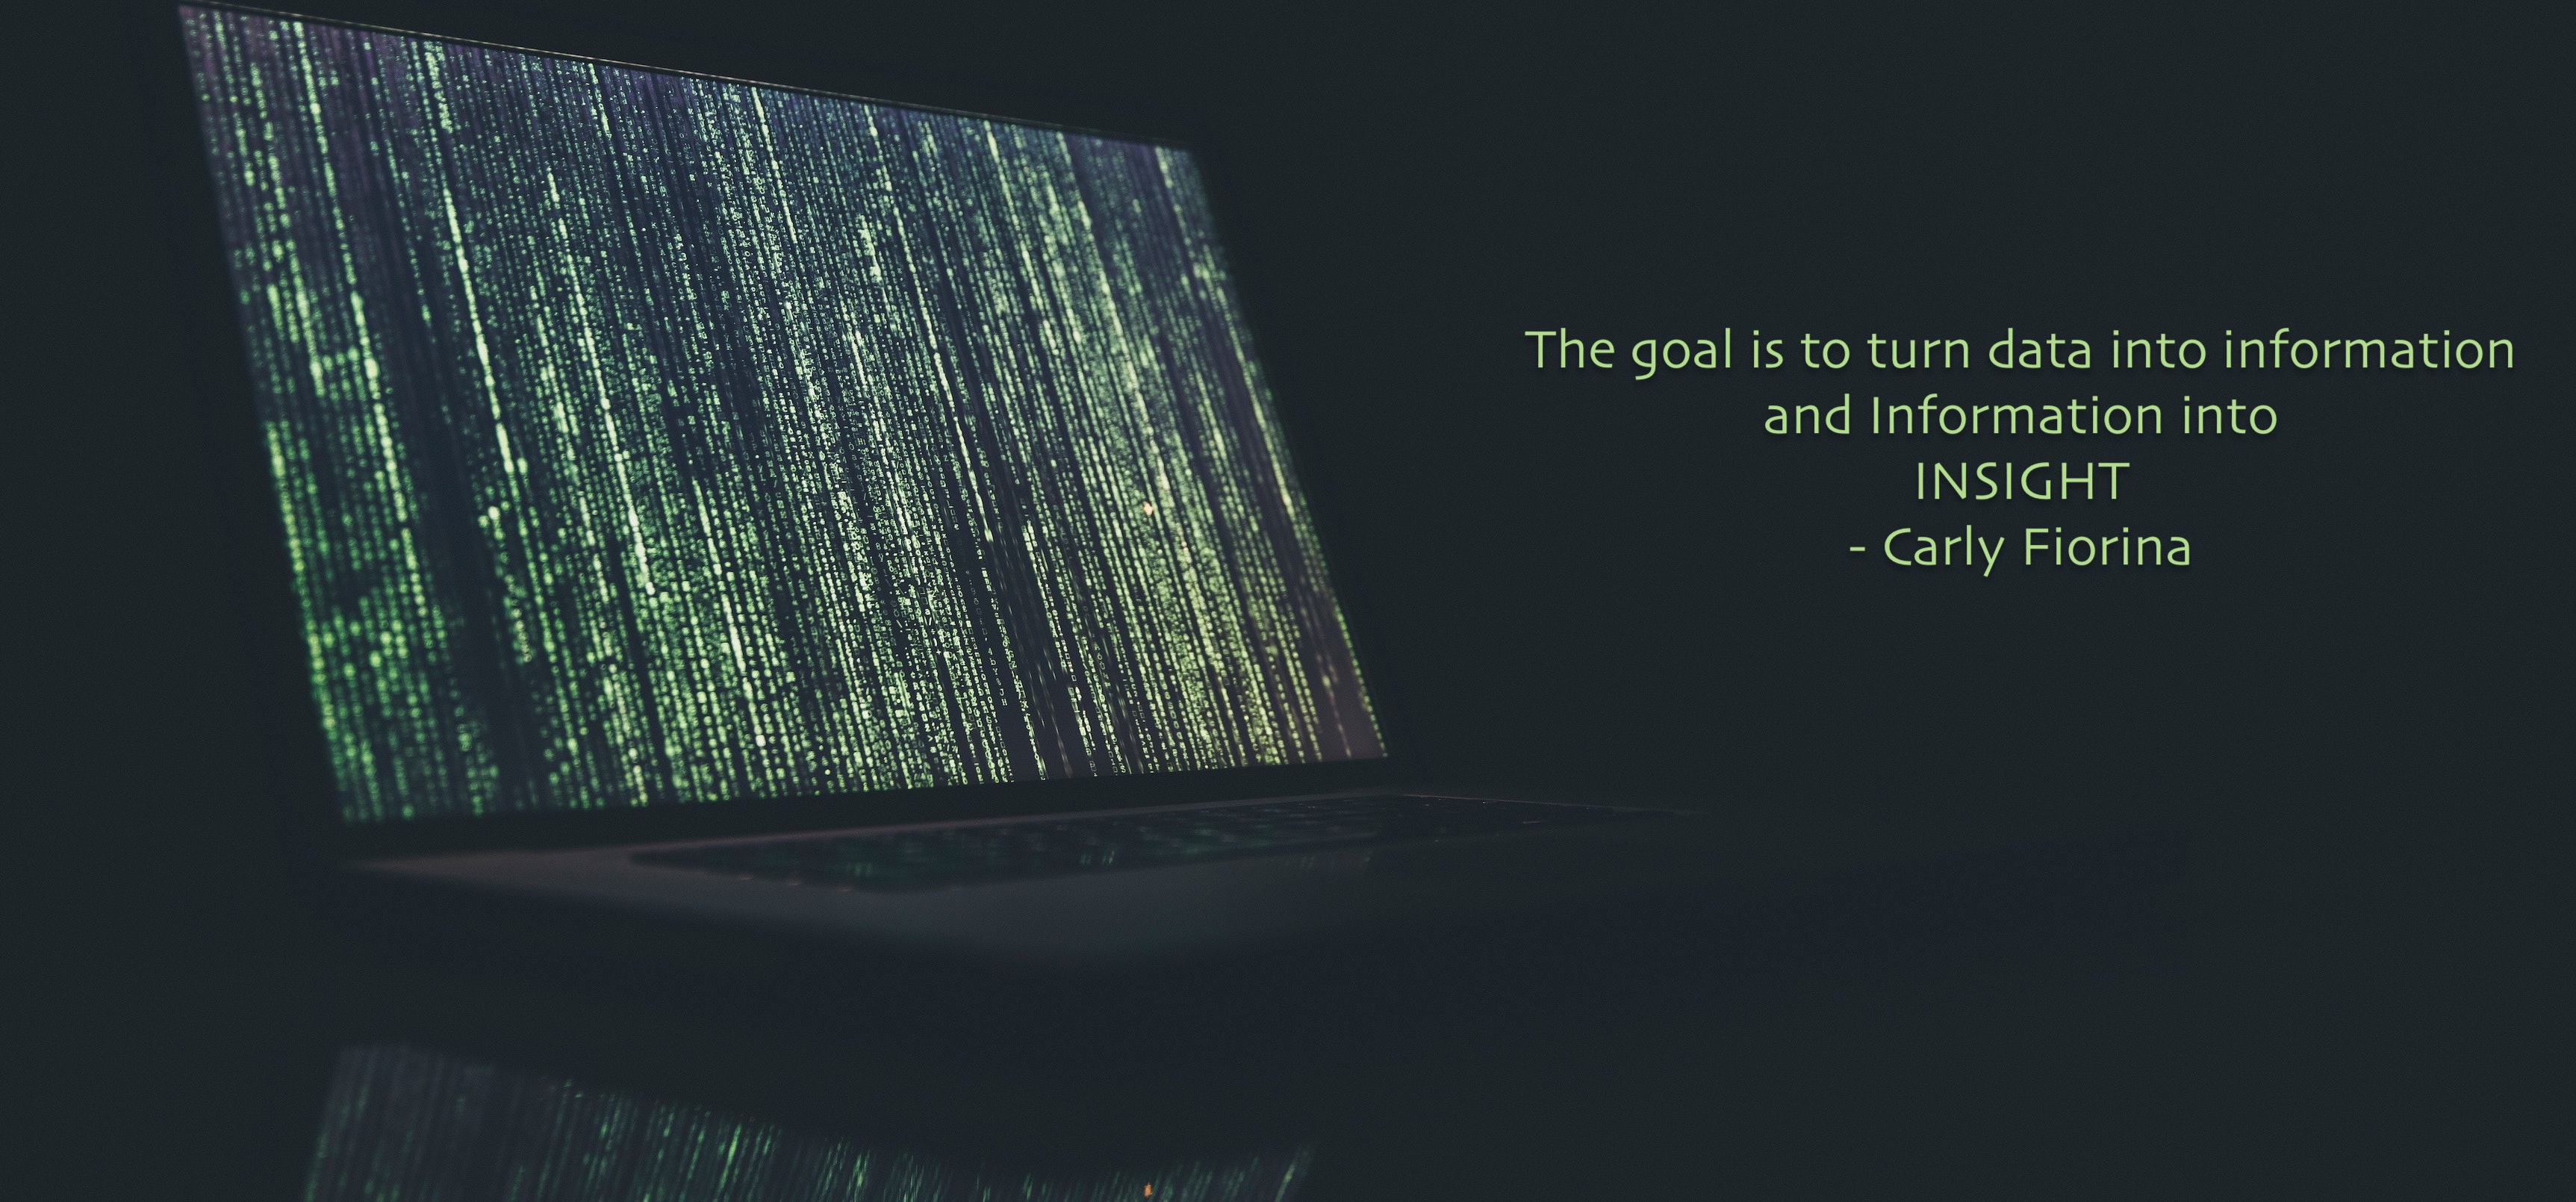 The goal is to turn data into information
and Information into
INSIGHT
- Carly Fiorina